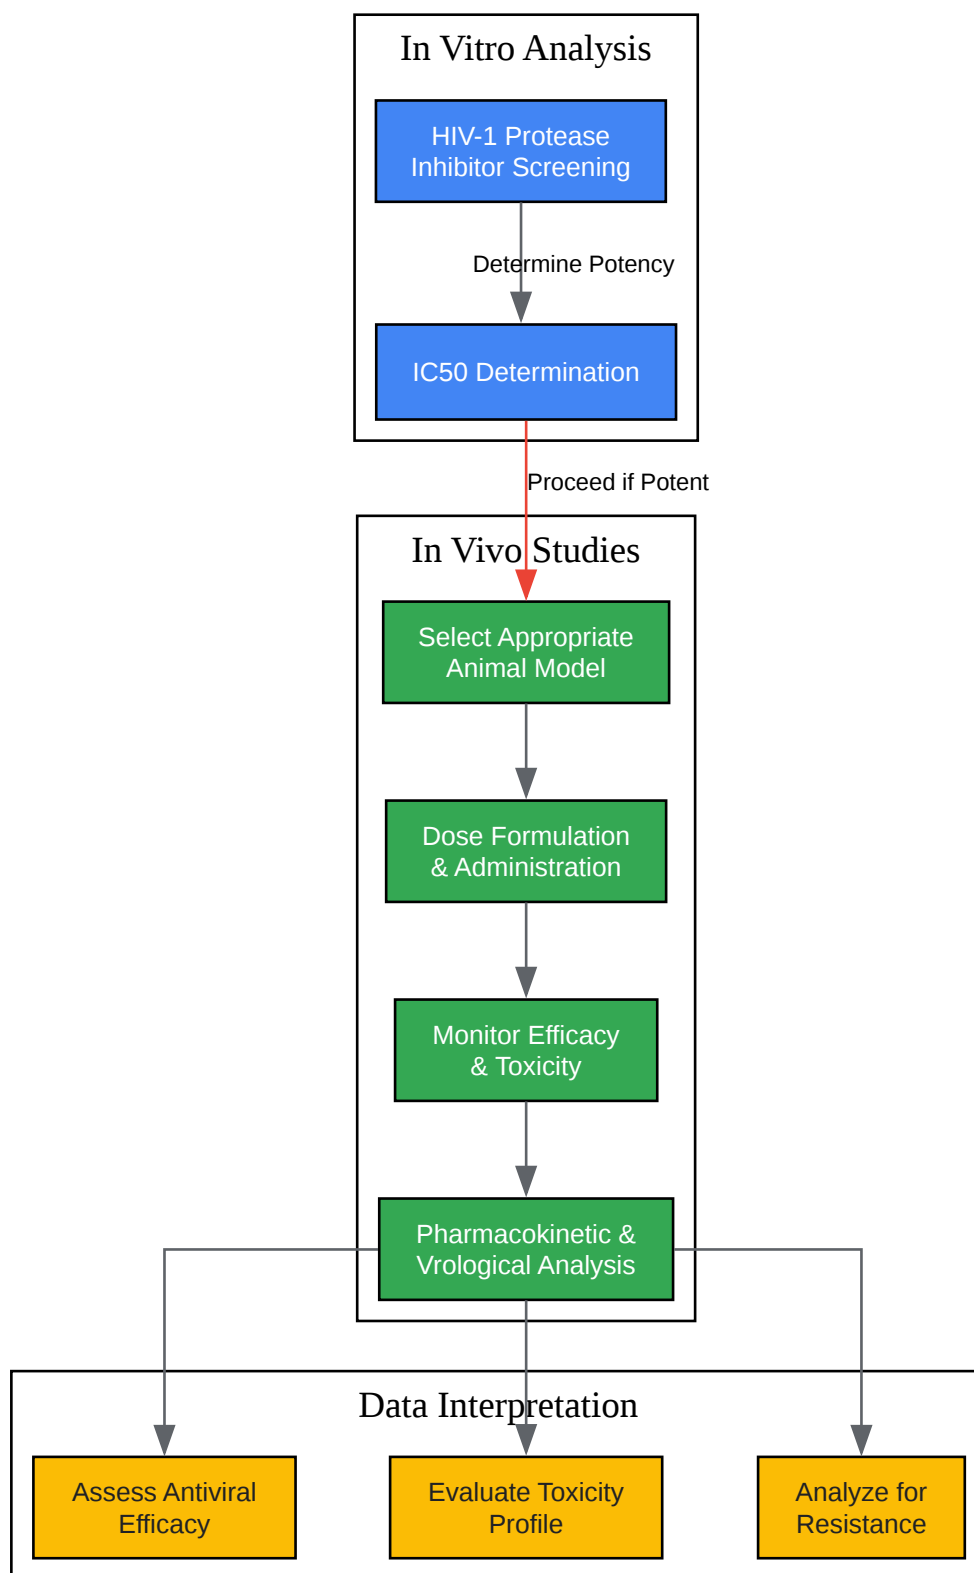 In Vitro Analysis
HIV-1 Protease
Inhibitor Screening
Determine Potency
IC50 Determination
Proceed if Potent
In Vivo Studies
Select Appropriate
Animal Model
Dose Formulation
& Administration
Monitor Efficacy
& Toxicity
Pharmacokinetic &
Vrological Analysis
Data Interpretation
Assess Antiviral
Efficacy
Evaluate Toxicity
Profile
Analyze for
Resistance